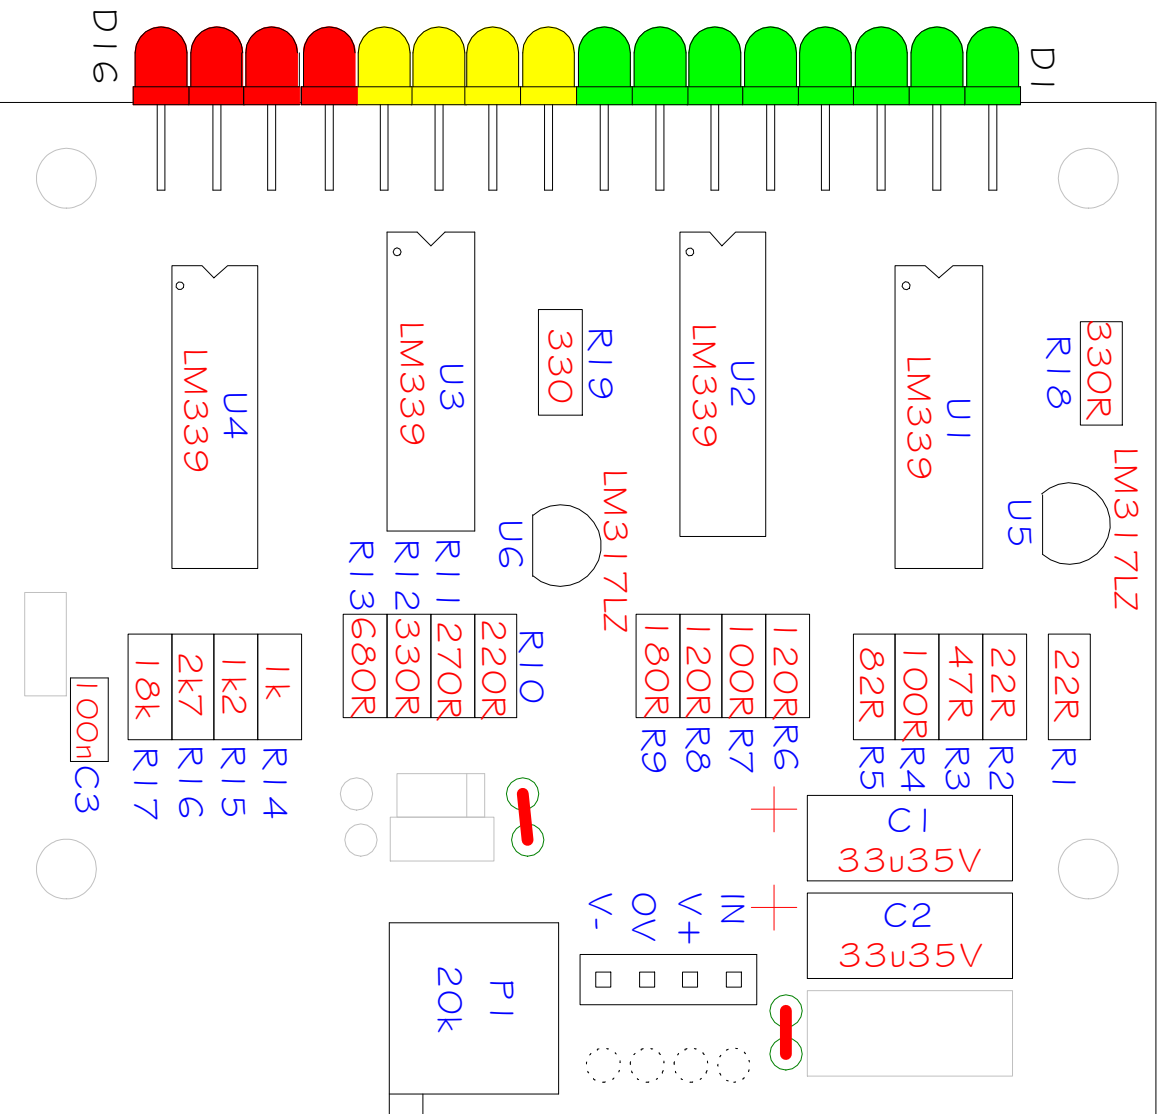 D16
D1
U4
LM339
U3
LM339
R19
330
U2
LM339
U1
LM339
R18
330R
U6
LM317LZ
U5
LM317LZ
R13
R12
R11
R10
680R
330R
270R
220R
180R
120R
100R
120R
R9
R8
R7
R6
82R
100R
47R
22R
22R
R5
R4
R3
R2
R1
18k
2k7
1k2
1k
R17
R16
R15
R14
100n
C3
C1
33u35V
C2
33u35V
V-
0V
V+
IN
P1
20k